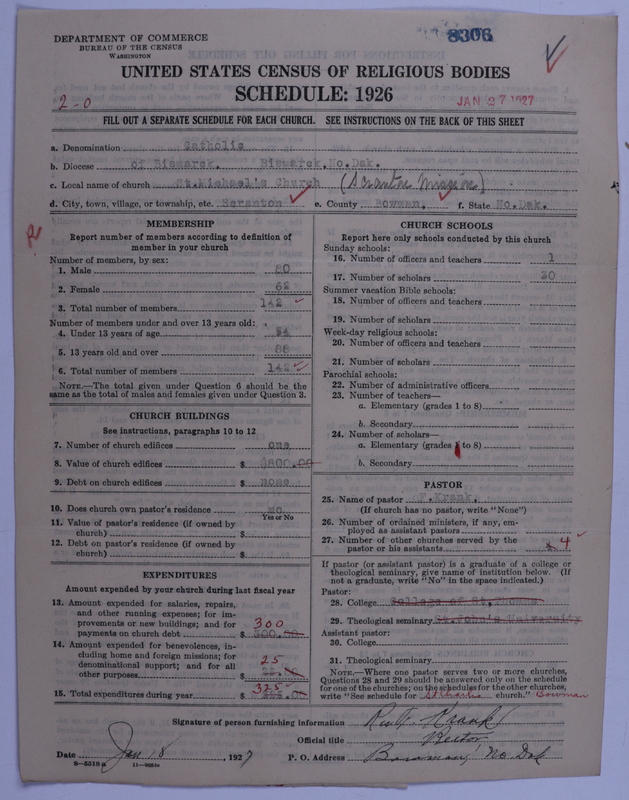 DEPARTMENT OF COMMERCE
BUREAU OF THE CENSUS
WASHINGTON
8306
UNITED STATES CENSUS OF RELIGIOUS BODIES
SCHEDULE: 1926
2-0
JAN 27 1927
FILL OUT A SEPARATE SCHEDULE FOR EACH CHURCH. SEE INSTRUCTIONS ON THE BACK OF THIS SHEET
a. Denomination Catholic
b. Diocese of Bismarck. Bismarck, No.Dak.
c. Local name of church St.Michael's Church (Scranton Mission)
d. City, town, village, or township, etc. Scranton e. County Bowman. f. State No.Dak.
MEMBERSHIP
Report number of members according to definition of member in your church
Number of members, by sex:
1. Male 80
2. Female 62
3. Total number of members 142
Number of members under and over 13 years old:
4. Under 13 years of age 54
5. 13 years old and over 88
6. Total number of members 142
NOTE.—The total given under Question 6 should be the same as the total of males and females given under Question 3.
CHURCH BUILDINGS
See instructions, paragraphs 10 to 12
7. Number of church edifices one
8. Value of church edifices $ 800.00
9. Debt on church edifices $ none
10. Does church own pastor's residence no
Yes or No
11. Value of pastor's residence (if owned by church) $
12. Debt on pastor's residence (if owned by church) $
EXPENDITURES
Amount expended by your church during last fiscal year
13. Amount expended for salaries, repairs, and other running expenses; for improvements or new buildings; and for payments on church debt $ 300 300.00
14. Amount expended for benevolences, including home and foreign missions; for denominational support; and for all other purposes $ 25
15. Total expenditures during year $ 325
CHURCH SCHOOLS
Report here only schools conducted by this church
Sunday schools:
16. Number of officers and teachers 1
17. Number of scholars 30
Summer vacation Bible schools:
18. Number of officers and teachers
19. Number of scholars
Week-day religious schools:
20. Number of officers and teachers
21. Number of scholars
Parochial schools:
22. Number of administrative officers
23. Number of teachers—
a. Elementary (grades 1 to 8)
b. Secondary
24. Number of scholars—
a. Elementary (grades 1 to 8)
b. Secondary
PASTOR
25. Name of pastor F.Krank.
(If church has no pastor, write "None")
26. Number of ordained ministers, if any, employed as assistant pastors
27. Number of other churches served by the pastor or his assistants 4
If pastor (or assistant pastor) is a graduate of a college or theological seminary, give name of institution below. (If not a graduate, write "No" in the space indicated.)
Pastor:
28. College College of St.
29. Theological seminary St.John's University
Assistant pastor:
30. College
31. Theological seminary
NOTE.—Where one pastor serves two or more churches, Questions 28 and 29 should be answered only on the schedule for one of the churches; on the schedules for the other churches, write "See schedule for St Charles church." Bowman
Signature of person furnishing information Rev F. Krank
Official title Rector
Date Jan 18 1927 P. O. Address Bowman, No Dak
8—5518a 11—9051a